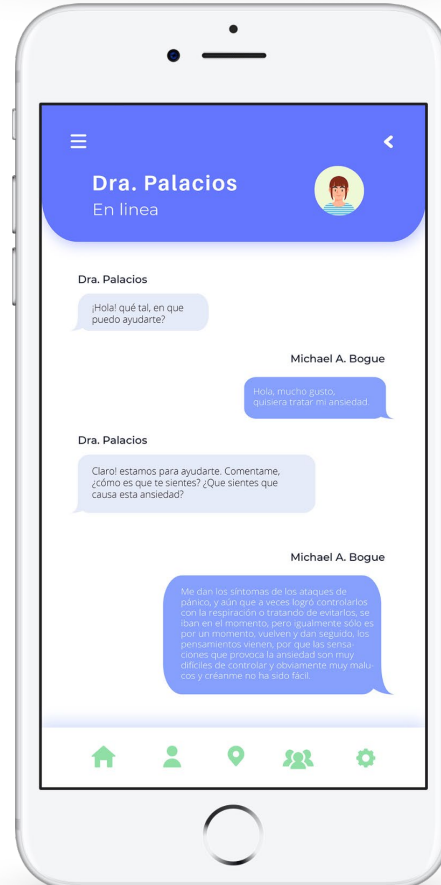 Dra. Palacios
En linea
Dra. Palacios
¡Hola! qué tal, en que
puedo ayudarte?
Michael A. Bogue
Hola, mucho gusto,
quisiera tratar mi ansiedad.
Dra. Palacios
Claro! estamos para ayudarte. Comentame,
¿cómo es que te sientes? ¿Que sientes que
causa esta ansiedad?
Michael A. Bogue
Me dan los síntomas de los ataques de
pánico, y aún que a veces logró controlarlos
con la respiración o tratando de evitarlos, se
iban en el momento, pero igualmente sólo es
por un momento, vuelven y dan seguido, los
pensamientos vienen, por que las sensa-
ciones que provoca la ansiedad son muy
difíciles de controlar y obviamente muy malu-
cos y créanme no ha sido fácil.